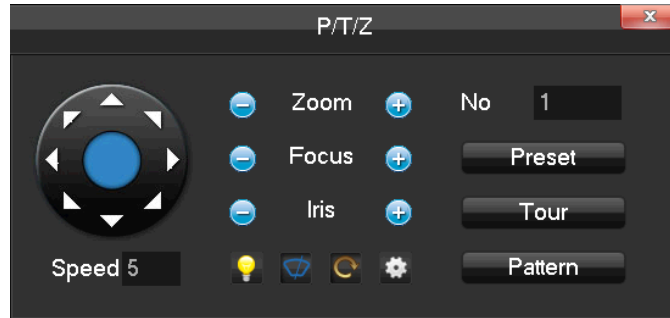 P/T/Z
Zoom
No 1
Focus
Preset
Iris
Tour
Speed 5
Pattern